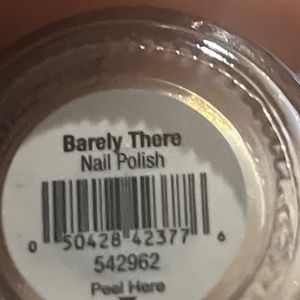 Barely There
Nail Polish
0 50428 42377 6
542962
Peel Here